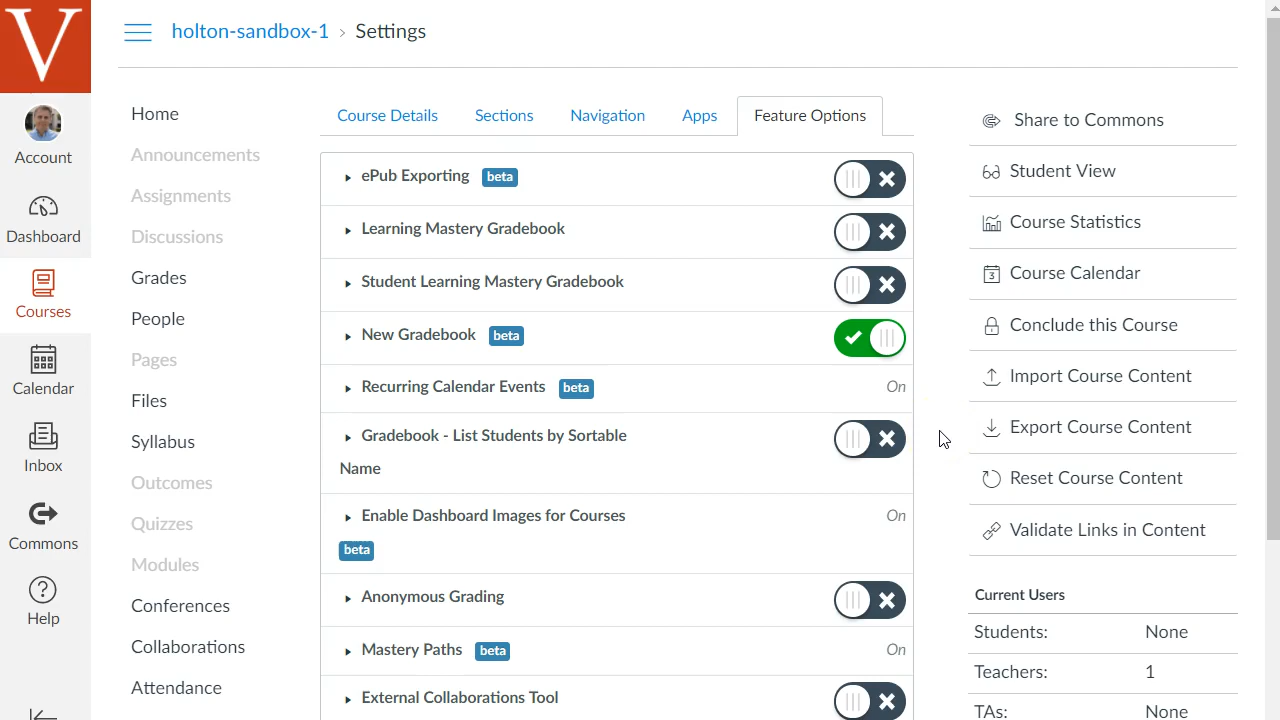 V
holton-sandbox-1 › Settings
Account
Dashboard
Courses
Calendar
Inbox
Commons
Help
Home
Announcements
Assignments
Discussions
Grades
People
Pages
Files
Syllabus
Outcomes
Quizzes
Modules
Conferences
Collaborations
Attendance
Course Details Sections Navigation Apps Feature Options
ePub Exporting beta
Learning Mastery Gradebook
Student Learning Mastery Gradebook
New Gradebook beta
Recurring Calendar Events beta On
Gradebook - List Students by Sortable
Name
Enable Dashboard Images for Courses On
beta
Anonymous Grading
Mastery Paths beta On
External Collaborations Tool
Share to Commons
Student View
Course Statistics
3 Course Calendar
Conclude this Course
Import Course Content
Export Course Content
Reset Course Content
Validate Links in Content
Current Users
Students: None
Teachers: 1
TAs: None